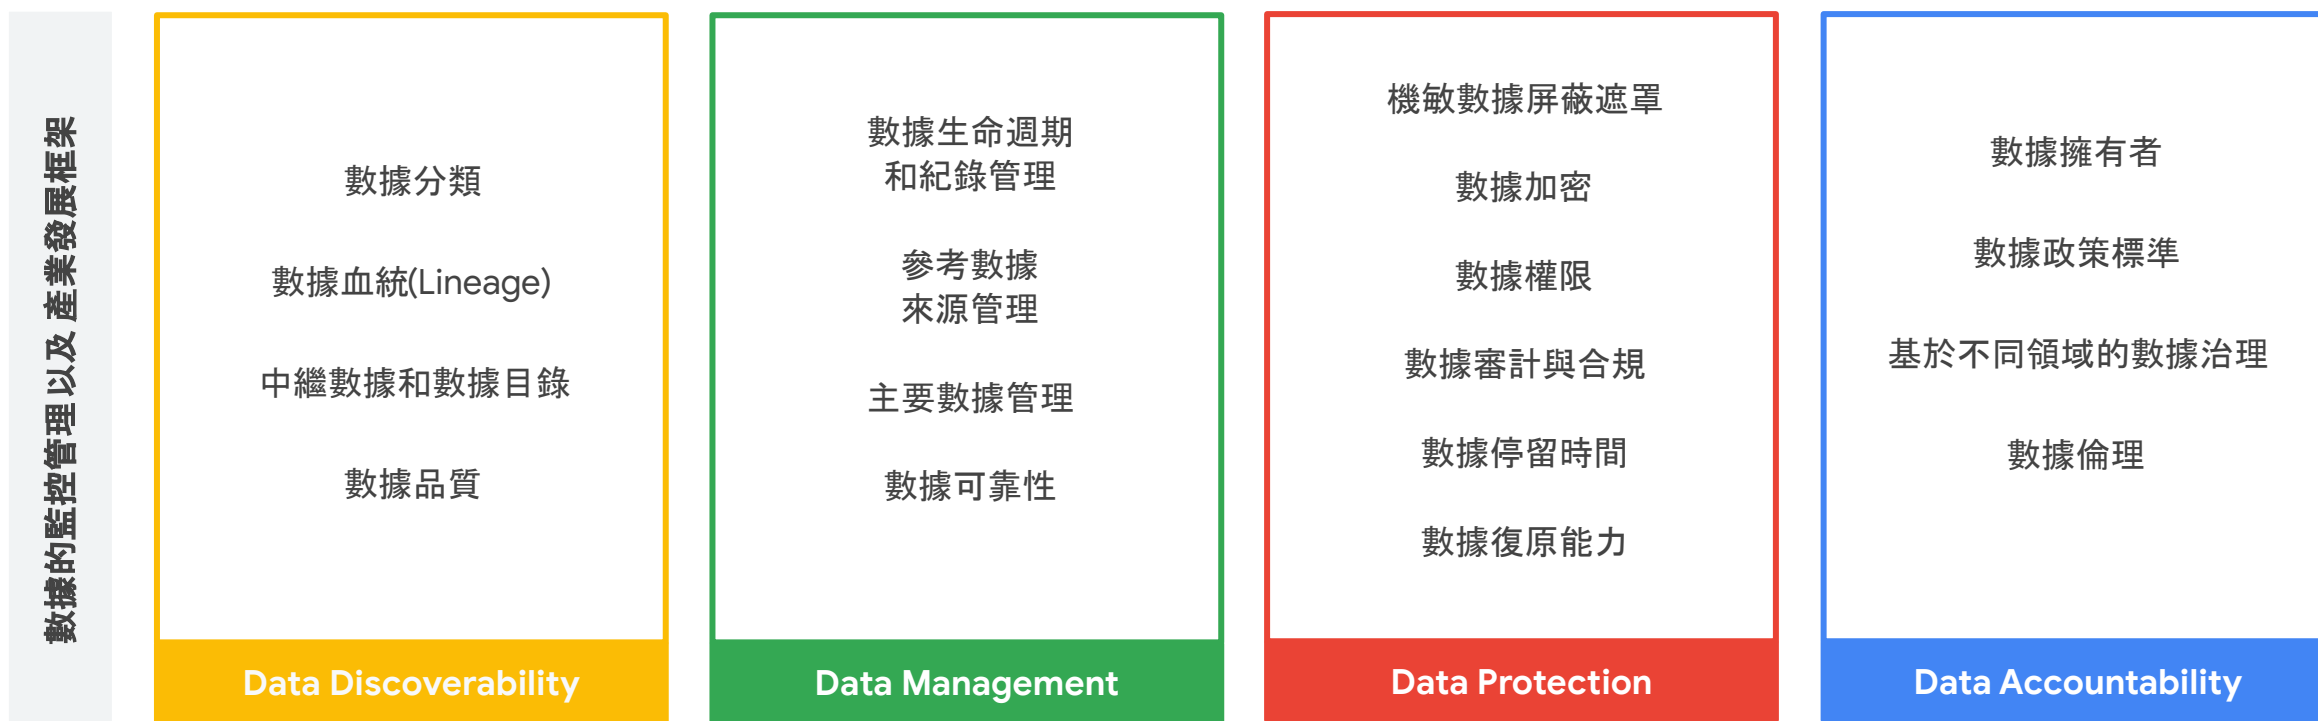 數據的監控管理以及 產業發展框架
數據分類
數據血統(Lineage)
中繼數據和數據目錄
數據品質
Data Discoverability
數據生命週期
和紀錄管理
參考數據
來源管理
主要數據管理
數據可靠性
Data Management
機敏數據屏蔽遮罩
數據加密
數據權限
數據審計與合規
數據停留時間
數據復原能力
Data Protection
數據擁有者
數據政策標準
基於不同領域的數據治理
數據倫理
Data Accountability